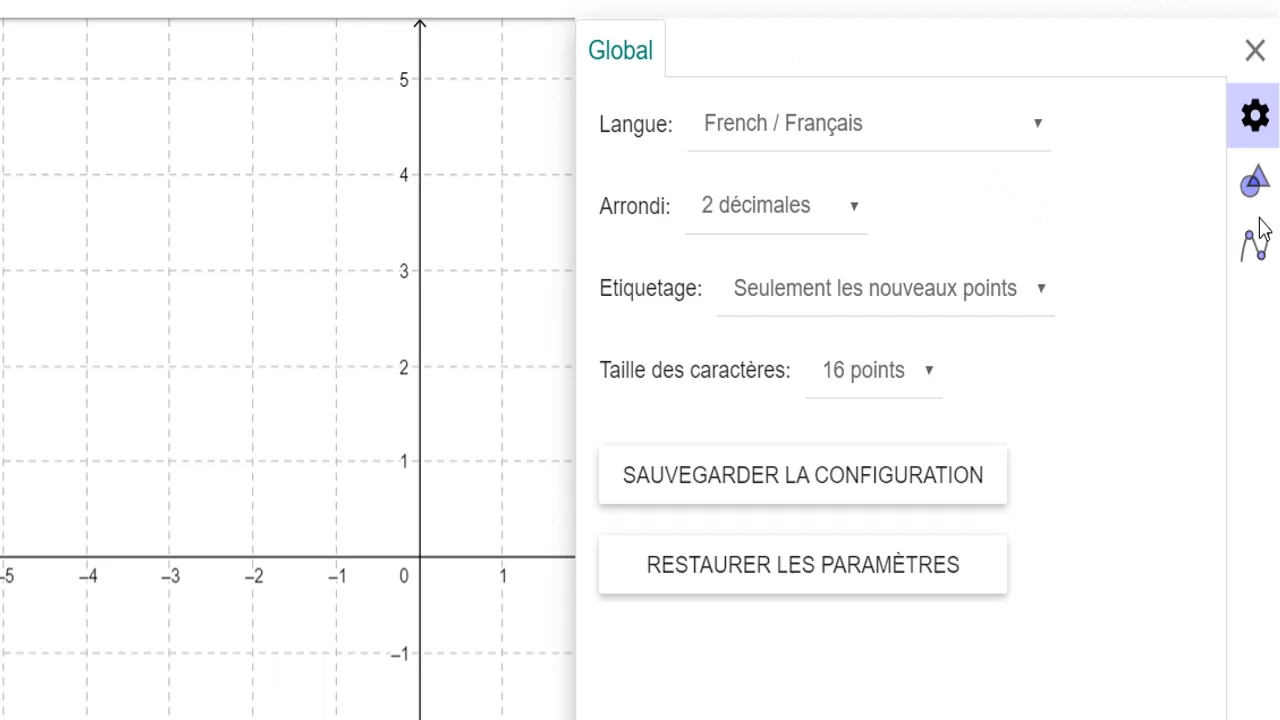 Global
Langue: French / Français
Arrondi: 2 décimales
Etiquetage: Seulement les nouveaux points
Taille des caractères: 16 points
SAUVEGARDER LA CONFIGURATION
RESTAURER LES PARAMÈTRES
5
4
3
2
1
–5 –4 –3 –2 –1 0 1
–1